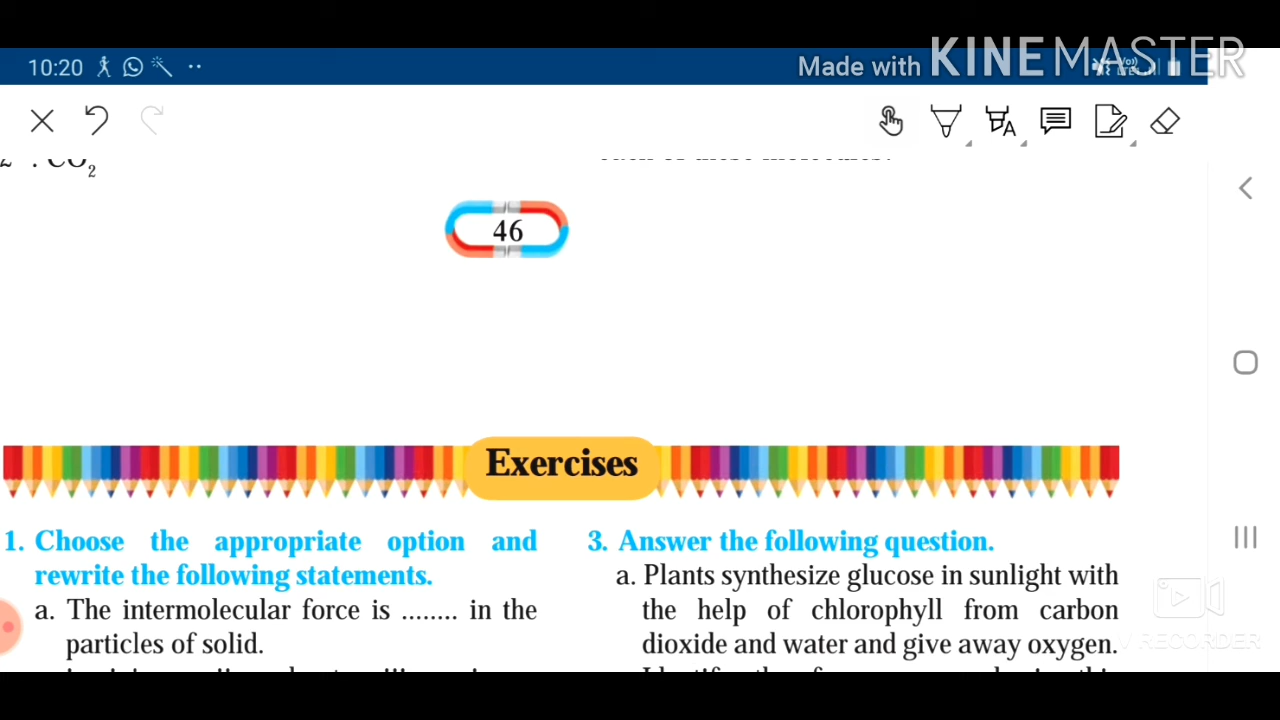 Made with KINEMASTER
10:20
CO2
46
Exercises
1. Choose the appropriate option and
rewrite the following statements.
a. The intermolecular force is ........ in the
particles of solid.
3. Answer the following question.
a. Plants synthesize glucose in sunlight with
the help of chlorophyll from carbon
dioxide and water and give away oxygen.
V RECORDER